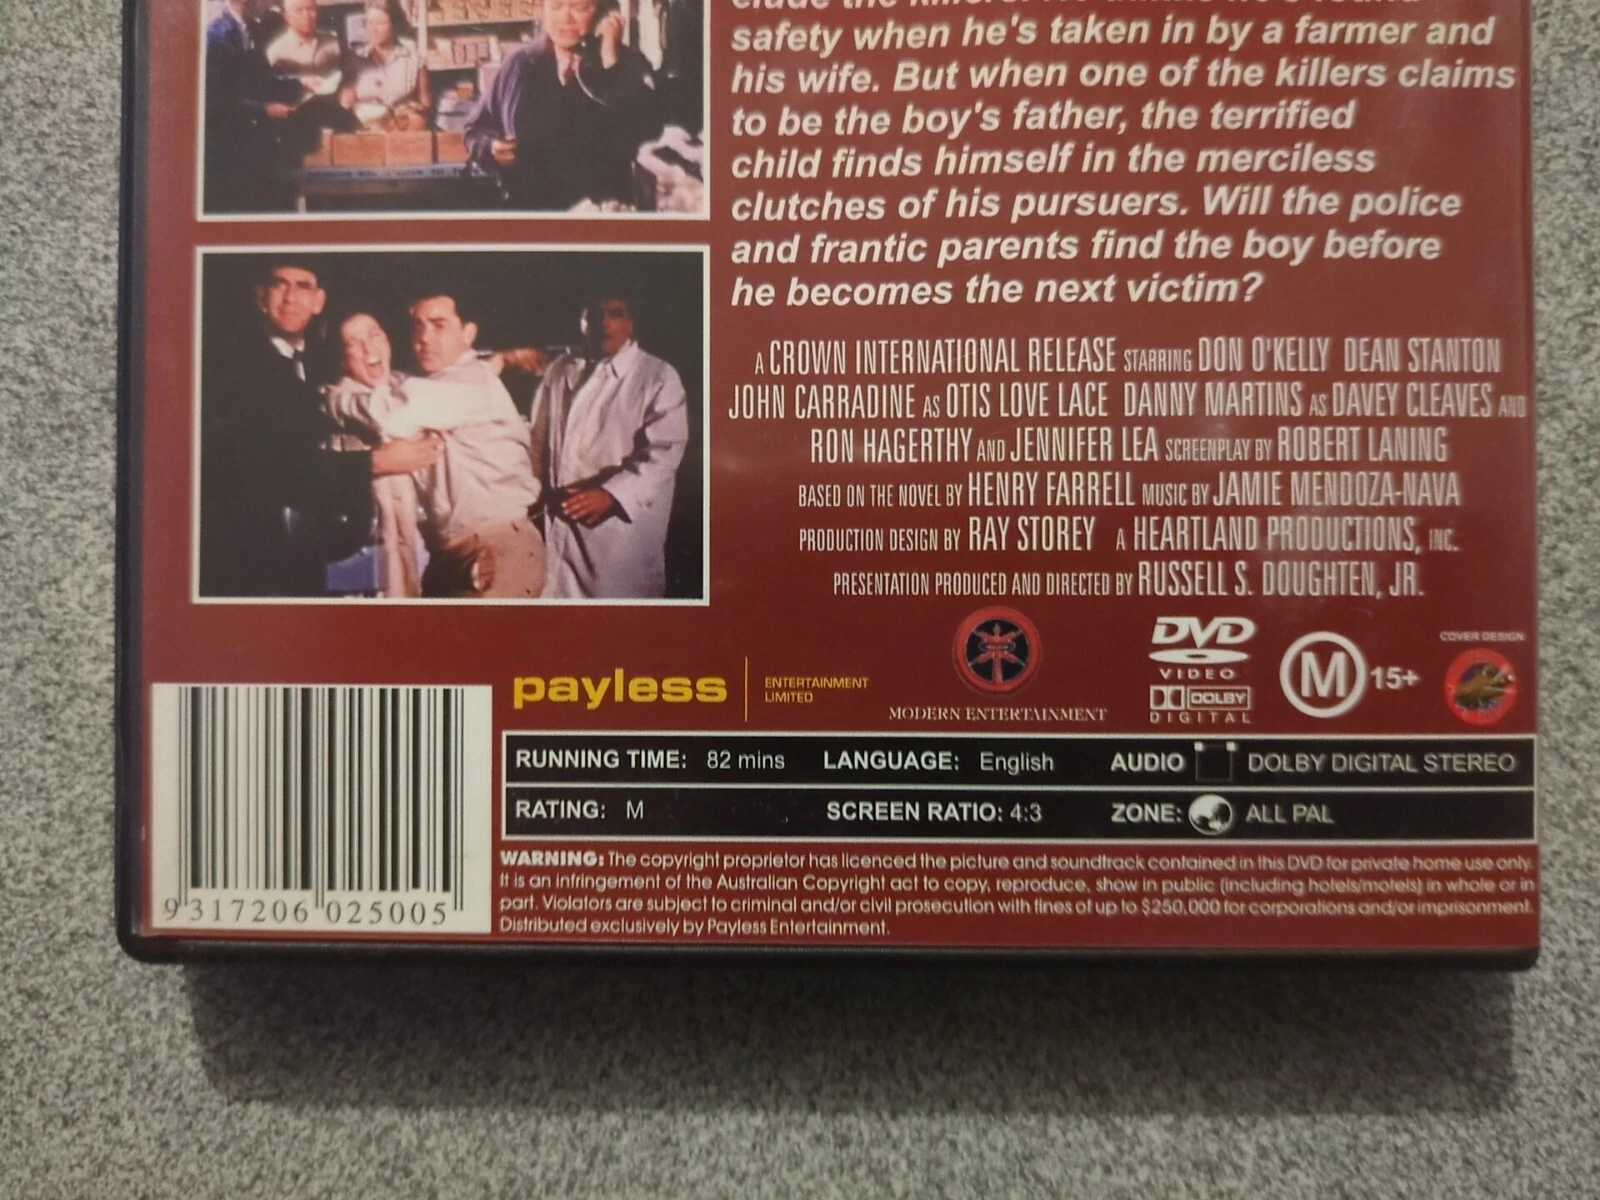 safety when he's taken in by a farmer and
his wife. But when one of the killers claims
to be the boy's father, the terrified
child finds himself in the merciless
clutches of his pursuers. Will the police
and frantic parents find the boy before
he becomes the next victim?
A CROWN INTERNATIONAL RELEASE STARRING DON O'KELLY DEAN STANTON
JOHN CARRADINE AS OTIS LOVE LACE DANNY MARTINS AS DAVEY CLEAVES AND
RON HAGERTHY AND JENNIFER LEA SCREENPLAY BY ROBERT LANING
BASED ON THE NOVEL BY HENRY FARRELL MUSIC BY JAMIE MENDOZA-NAVA
PRODUCTION DESIGN BY RAY STOREY A HEARTLAND PRODUCTIONS, INC.
PRESENTATION PRODUCED AND DIRECTED BY RUSSELL S. DOUGHTEN, JR.
payless ENTERTAINMENT LIMITED
MODERN ENTERTAINMENT
DVD
VIDEO
DOLBY
DIGITAL
M 15+
COVER DESIGN
RUNNING TIME: 82 mins LANGUAGE: English AUDIO DOLBY DIGITAL STEREO
RATING: M SCREEN RATIO: 4:3 ZONE: ALL PAL
WARNING: The copyright proprietor has licenced the picture and soundtrack contained in this DVD for private home use only.
It is an infringement of the Australian Copyright act to copy, reproduce, show in public (including hotels/motels) in whole or in
part. Violators are subject to criminal and/or civil prosecution with fines of up to $250,000 for corporations and/or imprisonment.
Distributed exclusively by Payless Entertainment.
9 317206 025005